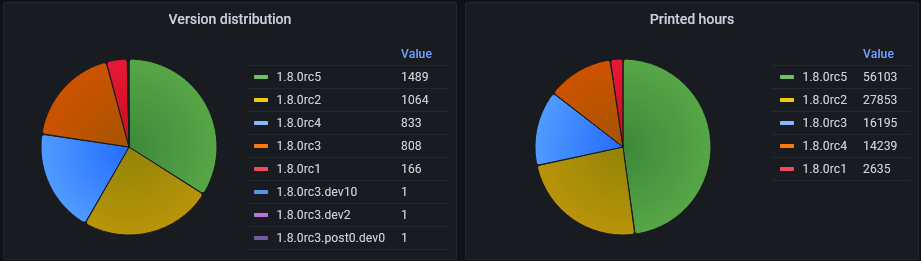 Version distribution
Value
1.8.0rc5 1489
1.8.0rc2 1064
1.8.0rc4 833
1.8.0rc3 808
1.8.0rc1 166
1.8.0rc3.dev10 1
1.8.0rc3.dev2 1
1.8.0rc3.post0.dev0 1
Printed hours
Value
1.8.0rc5 56103
1.8.0rc2 27853
1.8.0rc3 16195
1.8.0rc4 14239
1.8.0rc1 2635